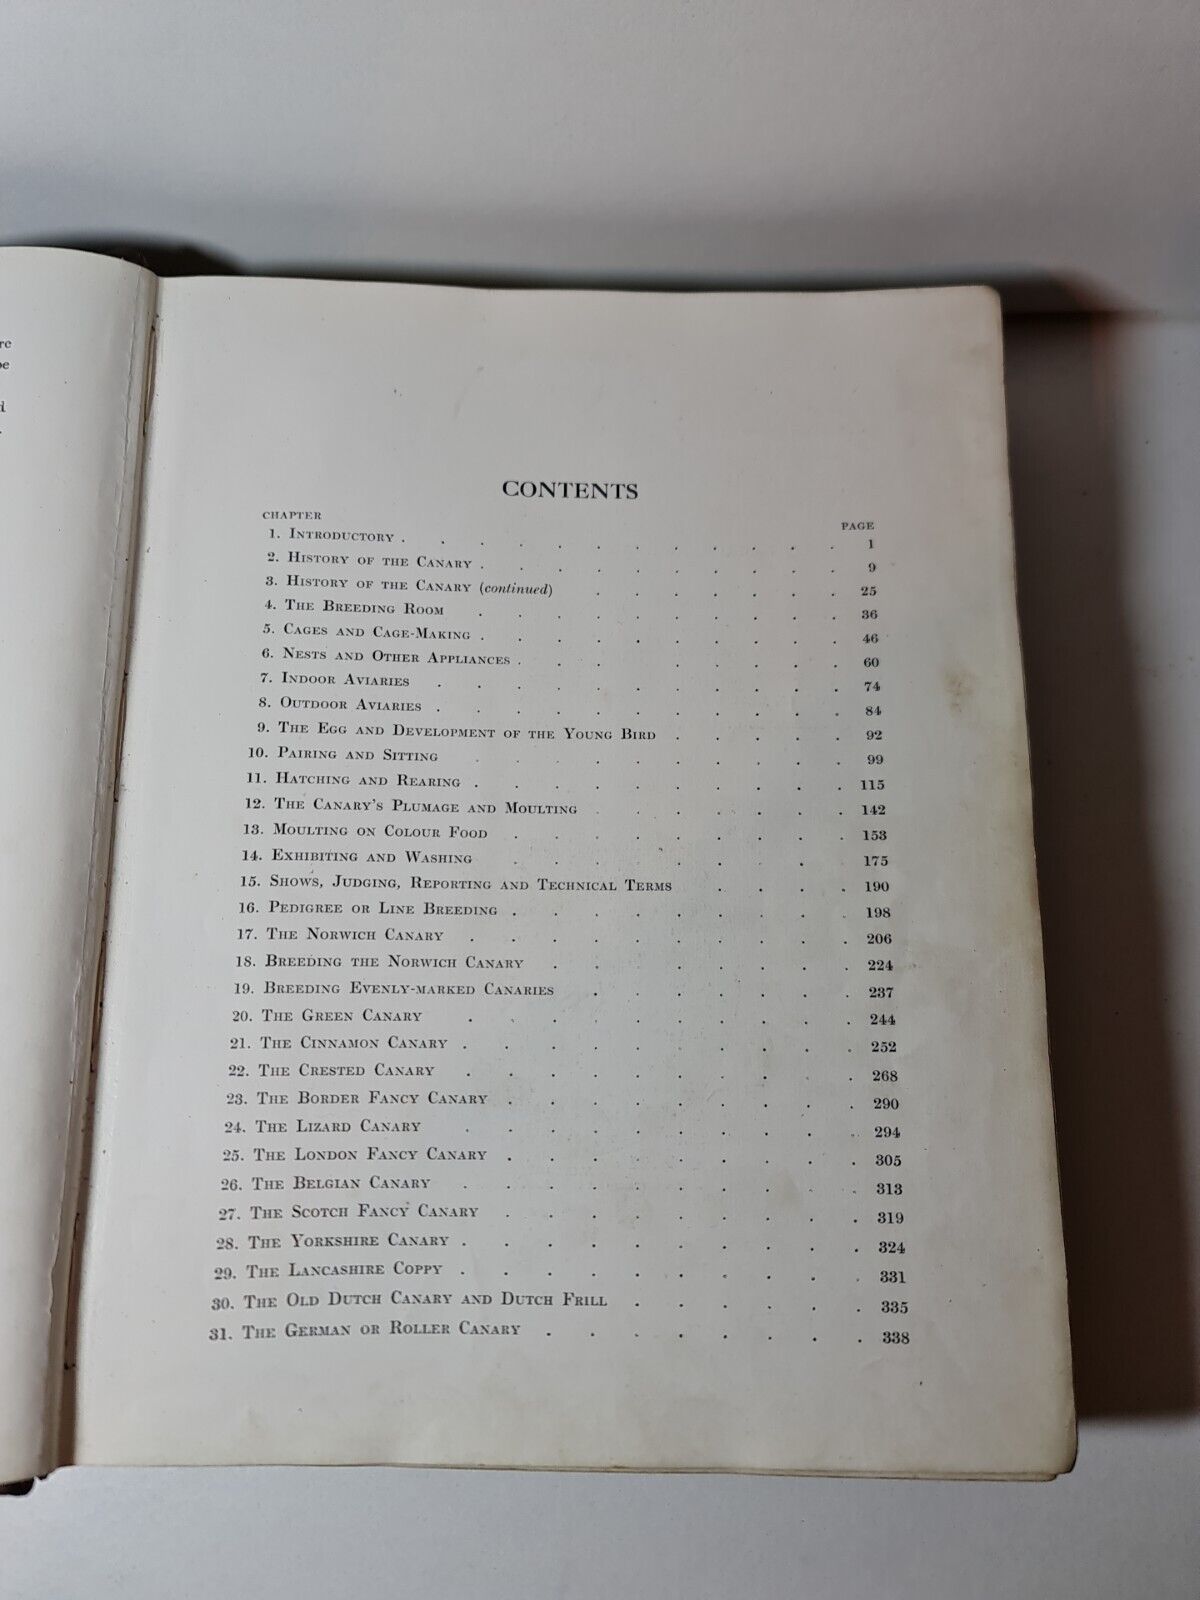 re
be
d
.
CONTENTS
CHAPTER PAGE
1. INTRODUCTORY . . . . . . . . . . . . 1
2. HISTORY OF THE CANARY . . . . . . . . . . 9
3. HISTORY OF THE CANARY (continued) . . . . . . . 25
4. THE BREEDING ROOM . . . . . . . . . . 36
5. CAGES AND CAGE-MAKING . . . . . . . . . . 46
6. NESTS AND OTHER APPLIANCES . . . . . . . . 60
7. INDOOR AVIARIES . . . . . . . . . . . 74
8. OUTDOOR AVIARIES . . . . . . . . . . . 84
9. THE EGG AND DEVELOPMENT OF THE YOUNG BIRD . . . . . 92
10. PAIRING AND SITTING . . . . . . . . . . 99
11. HATCHING AND REARING . . . . . . . . . . 115
12. THE CANARY'S PLUMAGE AND MOULTING . . . . . . . 142
13. MOULTING ON COLOUR FOOD . . . . . . . . . 153
14. EXHIBITING AND WASHING . . . . . . . . 175
15. SHOWS, JUDGING, REPORTING AND TECHNICAL TERMS . . . . 190
16. PEDIGREE OR LINE BREEDING . . . . . . . . . 198
17. THE NORWICH CANARY . . . . . . . . . . 206
18. BREEDING THE NORWICH CANARY . . . . . . . . 224
19. BREEDING EVENLY-MARKED CANARIES . . . . . . . 237
20. THE GREEN CANARY . . . . . . . . . . 244
21. THE CINNAMON CANARY . . . . . . . . . . 252
22. THE CRESTED CANARY . . . . . . . . . . 268
23. THE BORDER FANCY CANARY . . . . . . . . . 290
24. THE LIZARD CANARY . . . . . . . . . . 294
25. THE LONDON FANCY CANARY . . . . . . . . . 305
26. THE BELGIAN CANARY . . . . . . . . . . 313
27. THE SCOTCH FANCY CANARY . . . . . . . . . 319
28. THE YORKSHIRE CANARY . . . . . . . . . . 324
29. THE LANCASHIRE COPPY . . . . . . . . . . 331
30. THE OLD DUTCH CANARY AND DUTCH FRILL . . . . . . 335
31. THE GERMAN OR ROLLER CANARY . . . . . . . . 338